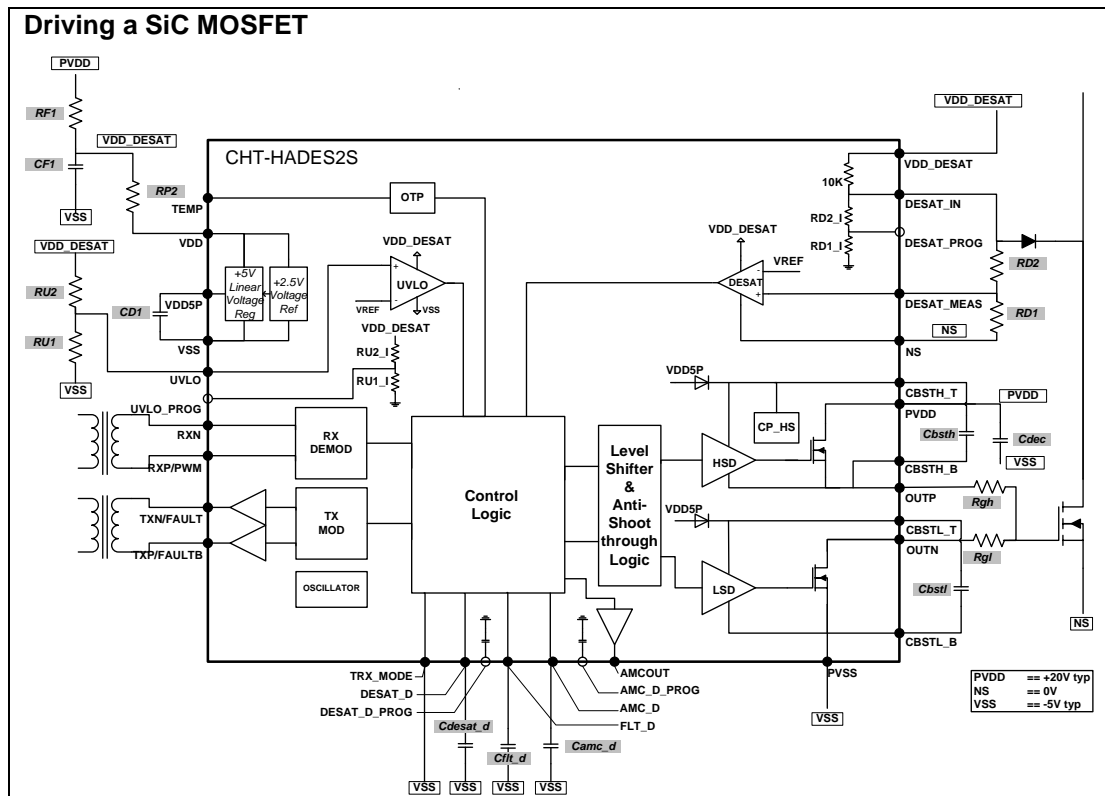 Driving a SiC MOSFET
PVDD
RF1
VDD_DESAT
CF1
RP2
VSS
TEMP
VDD
VDD_DESAT
RU2
CD1
VDD5P
RU1
VSS
VSS
UVLO
UVLO_PROG
RXN
RXP/PWM
TXN/FAULT
TXP/FAULTB
CHT-HADES2S
OTP
+5V
Linear
Voltage
Reg
+2.5V
Voltage
Ref
VDD_DESAT
+
UVLO
-
VREF
VSS
VDD_DESAT
RU2_I
RU1_I
RX
DEMOD
TX
MOD
OSCILLATOR
Control
Logic
Level
Shifter
&
Anti-
Shoot
through
Logic
VDD_DESAT
10K
VDD_DESAT
DESAT_IN
RD2_I
DESAT_PROG
RD1_I
VDD_DESAT
VREF
-
DESAT
+
RD2
DESAT_MEAS
RD1
NS
NS
VDD5P
CBSTH_T
PVDD
PVDD
CP_HS
Cbsth
Cdec
HSD
CBSTH_B
VSS
OUTP
Rgh
VDD5P
CBSTL_T
OUTN
Rgl
LSD
Cbstl
CBSTL_B
NS
TRX_MODE
DESAT_D
DESAT_D_PROG
AMCOUT
AMC_D_PROG
AMC_D
FLT_D
PVSS
VSS
Cdesat_d
Cflt_d
Camc_d
VSS
VSS
VSS
VSS
PVDD == +20V typ
NS == 0V
VSS == -5V typ